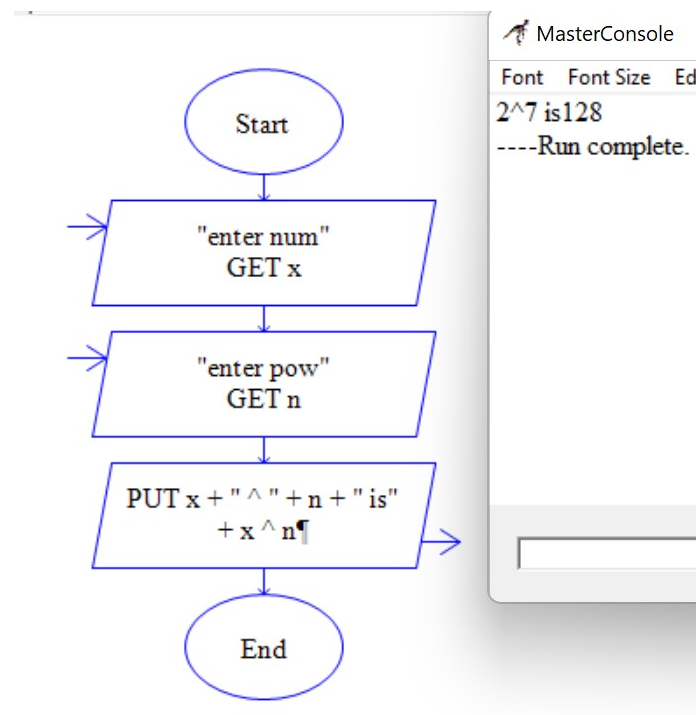 Start
"enter num"
GET x
"enter pow"
GET n
PUT x + " ^ " + n + " is"
+ x ^ n¶
End
MasterConsole
Font Font Size Ed
2^7 is128
----Run complete.